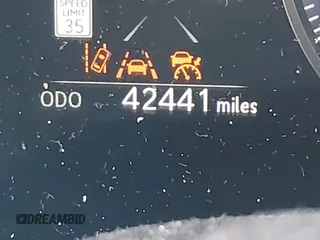 SPEED
LIMIT
35
ODO 42441 miles
DREAMBID